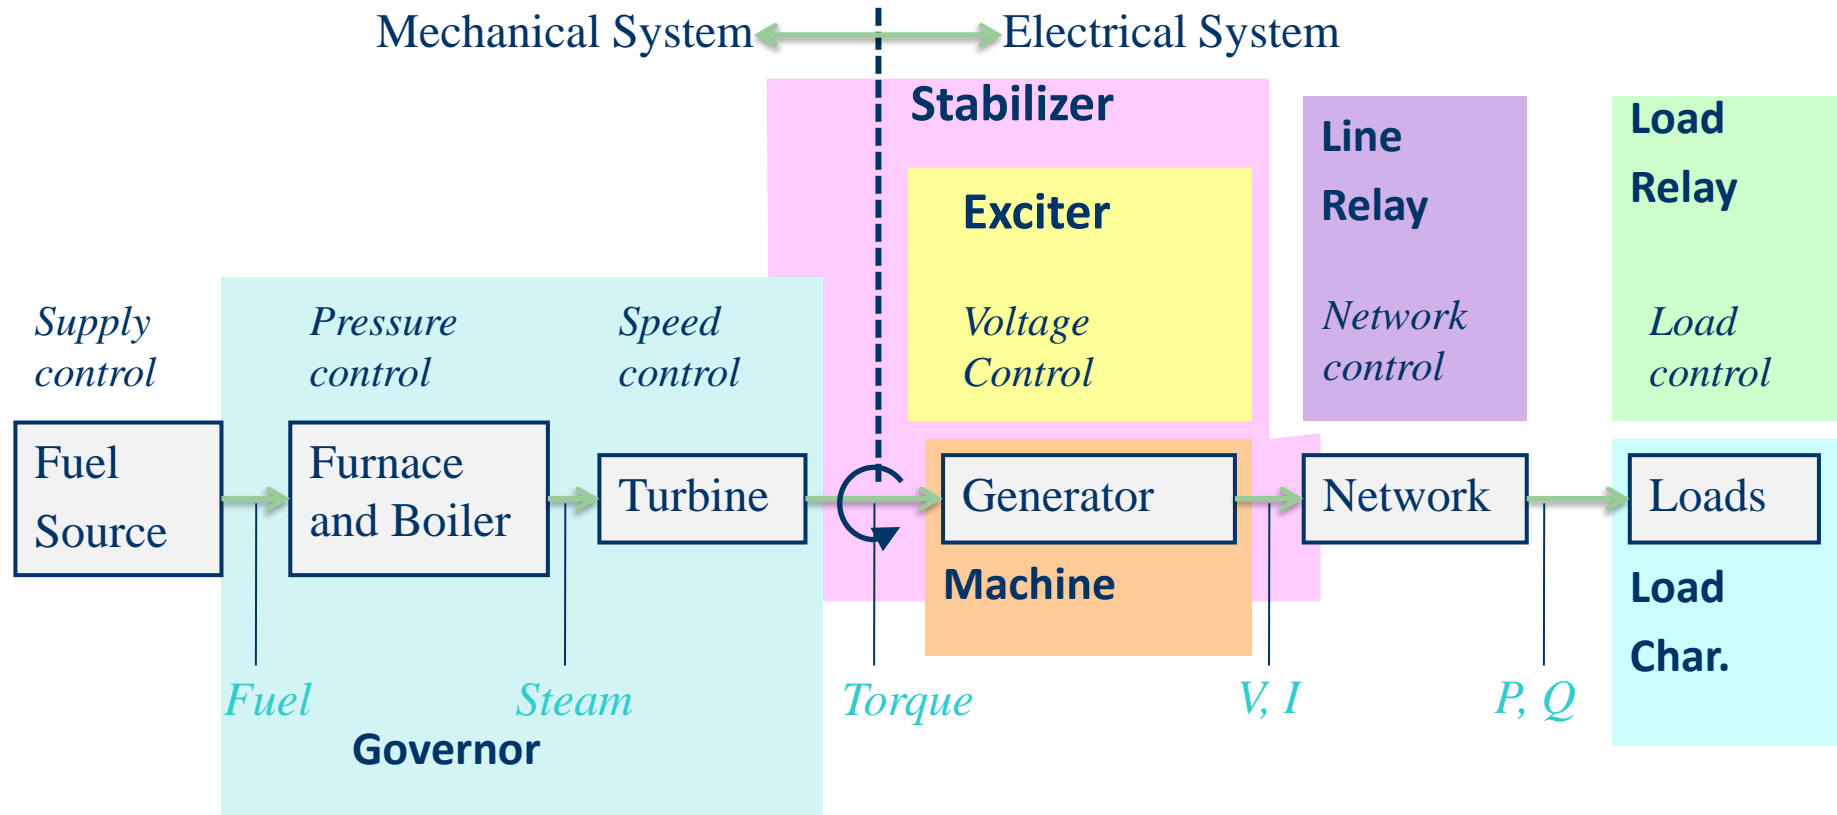 Mechanical System
Electrical System
Stabilizer
Exciter
Line
Relay
Load
Relay
Supply
control
Pressure
control
Speed
control
Voltage
Control
Network
control
Load
control
Fuel
Source
Furnace
and Boiler
Turbine
Generator
Network
Loads
Machine
Load
Char.
Fuel
Steam
Torque
V, I
P, Q
Governor